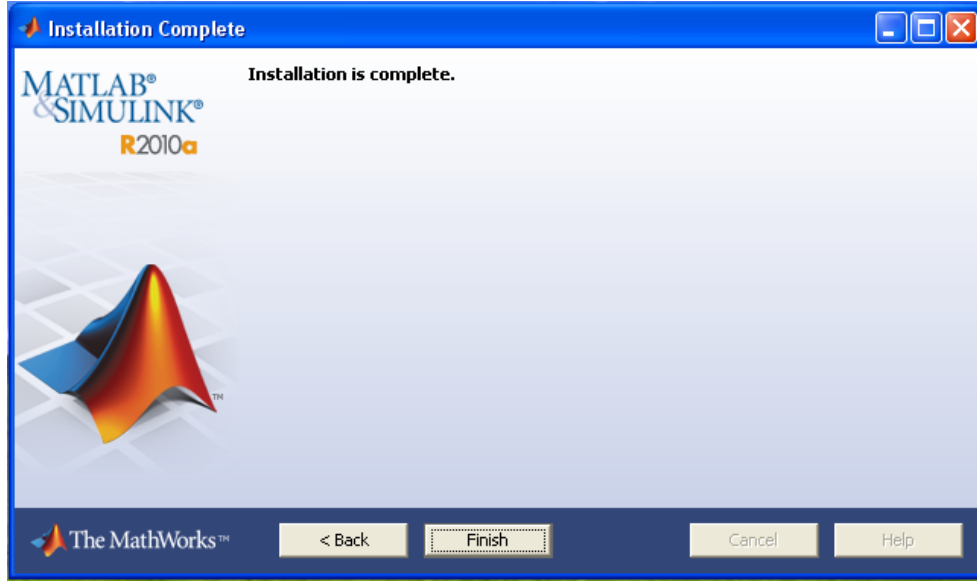 Installation Complete
MATLAB®
&SIMULINK®
R2010a
Installation is complete.
TM
The MathWorks™
< Back
Finish
Cancel
Help